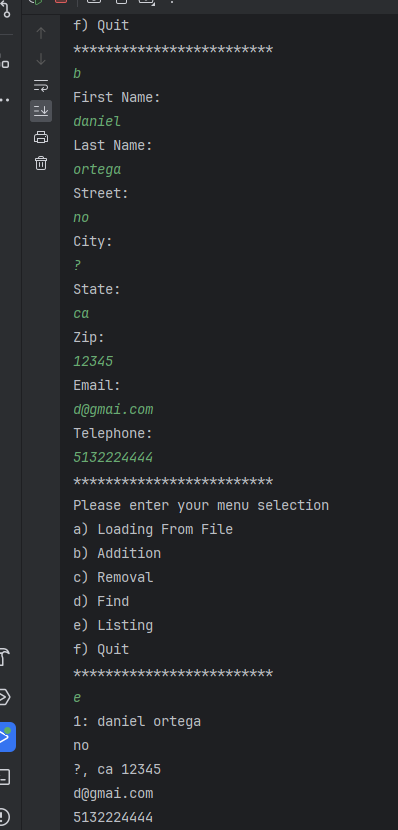 f) Quit
*************************
b
First Name:
daniel
Last Name:
ortega
Street:
no
City:
?
State:
ca
Zip:
12345
Email:
d@gmai.com
Telephone:
5132224444
*************************
Please enter your menu selection
a) Loading From File
b) Addition
c) Removal
d) Find
e) Listing
f) Quit
*************************
e
1: daniel ortega
no
?, ca 12345
d@gmai.com
5132224444